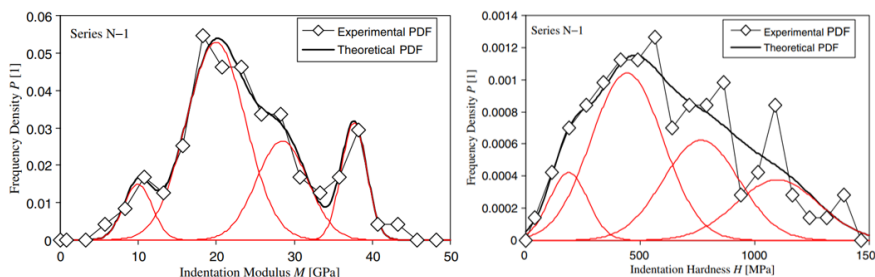 Series N-1
Experimental PDF
Theoretical PDF
Frequency Density P [1]
0.06
0.05
0.04
0.03
0.02
0.01
0
0 10 20 30 40 50
Indentation Modulus M [GPa]
Series N-1
Experimental PDF
Theoretical PDF
Frequency Density P [1]
0.0014
0.0012
0.001
0.0008
0.0006
0.0004
0.0002
0
0 500 1000 150
Indentation Hardness H [MPa]